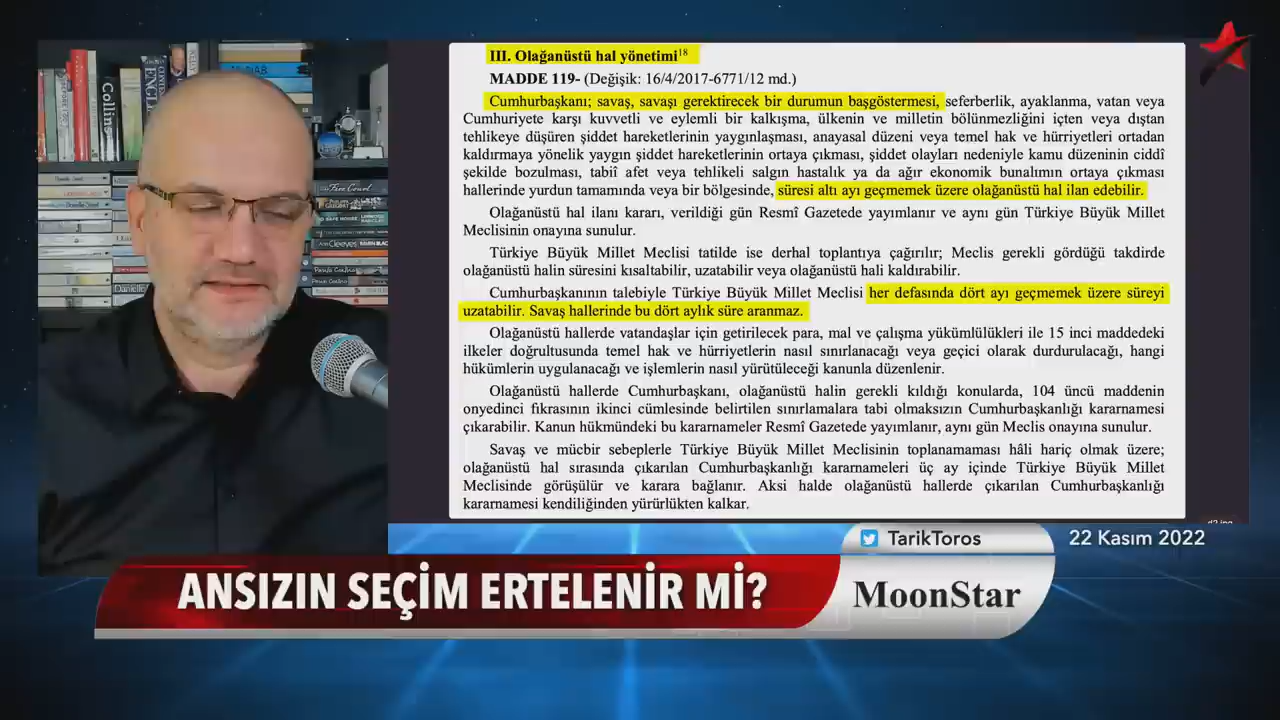 III. Olağanüstü hal yönetimi18
MADDE 119- (Değişik: 16/4/2017-6771/12 md.)
Cumhurbaşkanı; savaş, savaşı gerektirecek bir durumun başgöstermesi, seferberlik, ayaklanma, vatan veya
Cumhuriyete karşı kuvvetli ve eylemli bir kalkışma, ülkenin ve milletin bölünmezliğini içten veya dıştan
tehlikeye düşüren şiddet hareketlerinin yaygınlaşması, anayasal düzeni veya temel hak ve hürriyetleri ortadan
kaldırmaya yönelik yaygın şiddet hareketlerinin ortaya çıkması, şiddet olayları nedeniyle kamu düzeninin ciddî
şekilde bozulması, tabiî afet veya tehlikeli salgın hastalık ya da ağır ekonomik bunalımın ortaya çıkması
hallerinde yurdun tamamında veya bir bölgesinde, süresi altı ayı geçmemek üzere olağanüstü hal ilan edebilir.
Olağanüstü hal ilanı kararı, verildiği gün Resmî Gazetede yayımlanır ve aynı gün Türkiye Büyük Millet
Meclisinin onayına sunulur.
Türkiye Büyük Millet Meclisi tatilde ise derhal toplantıya çağırılır; Meclis gerekli gördüğü takdirde
olağanüstü halin süresini kısaltabilir, uzatabilir veya olağanüstü hali kaldırabilir.
Cumhurbaşkanının talebiyle Türkiye Büyük Millet Meclisi her defasında dört ayı geçmemek üzere süreyi
uzatabilir. Savaş hallerinde bu dört aylık süre aranmaz.
Olağanüstü hallerde vatandaşlar için getirilecek para, mal ve çalışma yükümlülükleri ile 15 inci maddedeki
ilkeler doğrultusunda temel hak ve hürriyetlerin nasıl sınırlanacağı veya geçici olarak durdurulacağı, hangi
hükümlerin uygulanacağı ve işlemlerin nasıl yürütüleceği kanunla düzenlenir.
Olağanüstü hallerde Cumhurbaşkanı, olağanüstü halin gerekli kıldığı konularda, 104 üncü maddenin
onyedinci fıkrasının ikinci cümlesinde belirtilen sınırlamalara tabi olmaksızın Cumhurbaşkanlığı kararnamesi
çıkarabilir. Kanun hükmündeki bu kararnameler Resmî Gazetede yayımlanır, aynı gün Meclis onayına sunulur.
Savaş ve mücbir sebeplerle Türkiye Büyük Millet Meclisinin toplanamaması hâli hariç olmak üzere;
olağanüstü hal sırasında çıkarılan Cumhurbaşkanlığı kararnameleri üç ay içinde Türkiye Büyük Millet
Meclisinde görüşülür ve karara bağlanır. Aksi halde olağanüstü hallerde çıkarılan Cumhurbaşkanlığı
kararnamesi kendiliğinden yürürlükten kalkar.
Collins
TarikToros
22 Kasım 2022
ANSIZIN SEÇİM ERTELENİR Mİ?
MoonStar